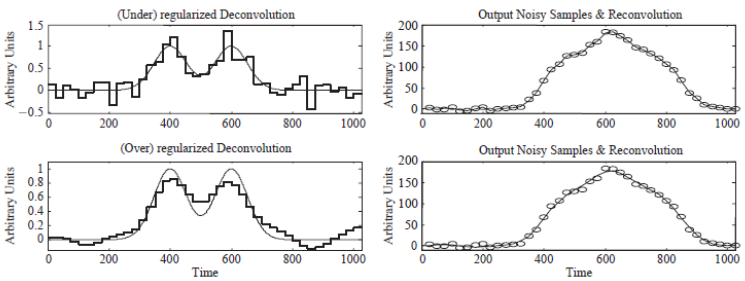 (Under) regularized Deconvolution
Arbitrary Units
1.5
1
0.5
0
−0.5
0 200 400 600 800 1000
Output Noisy Samples & Reconvolution
Arbitrary Units
200
150
100
50
0
0 200 400 600 800 1000
(Over) regularized Deconvolution
Arbitrary Units
1
0.8
0.6
0.4
0.2
0
0 200 400 600 800 1000
Time
Output Noisy Samples & Reconvolution
Arbitrary Units
200
150
100
50
0
0 200 400 600 800 1000
Time